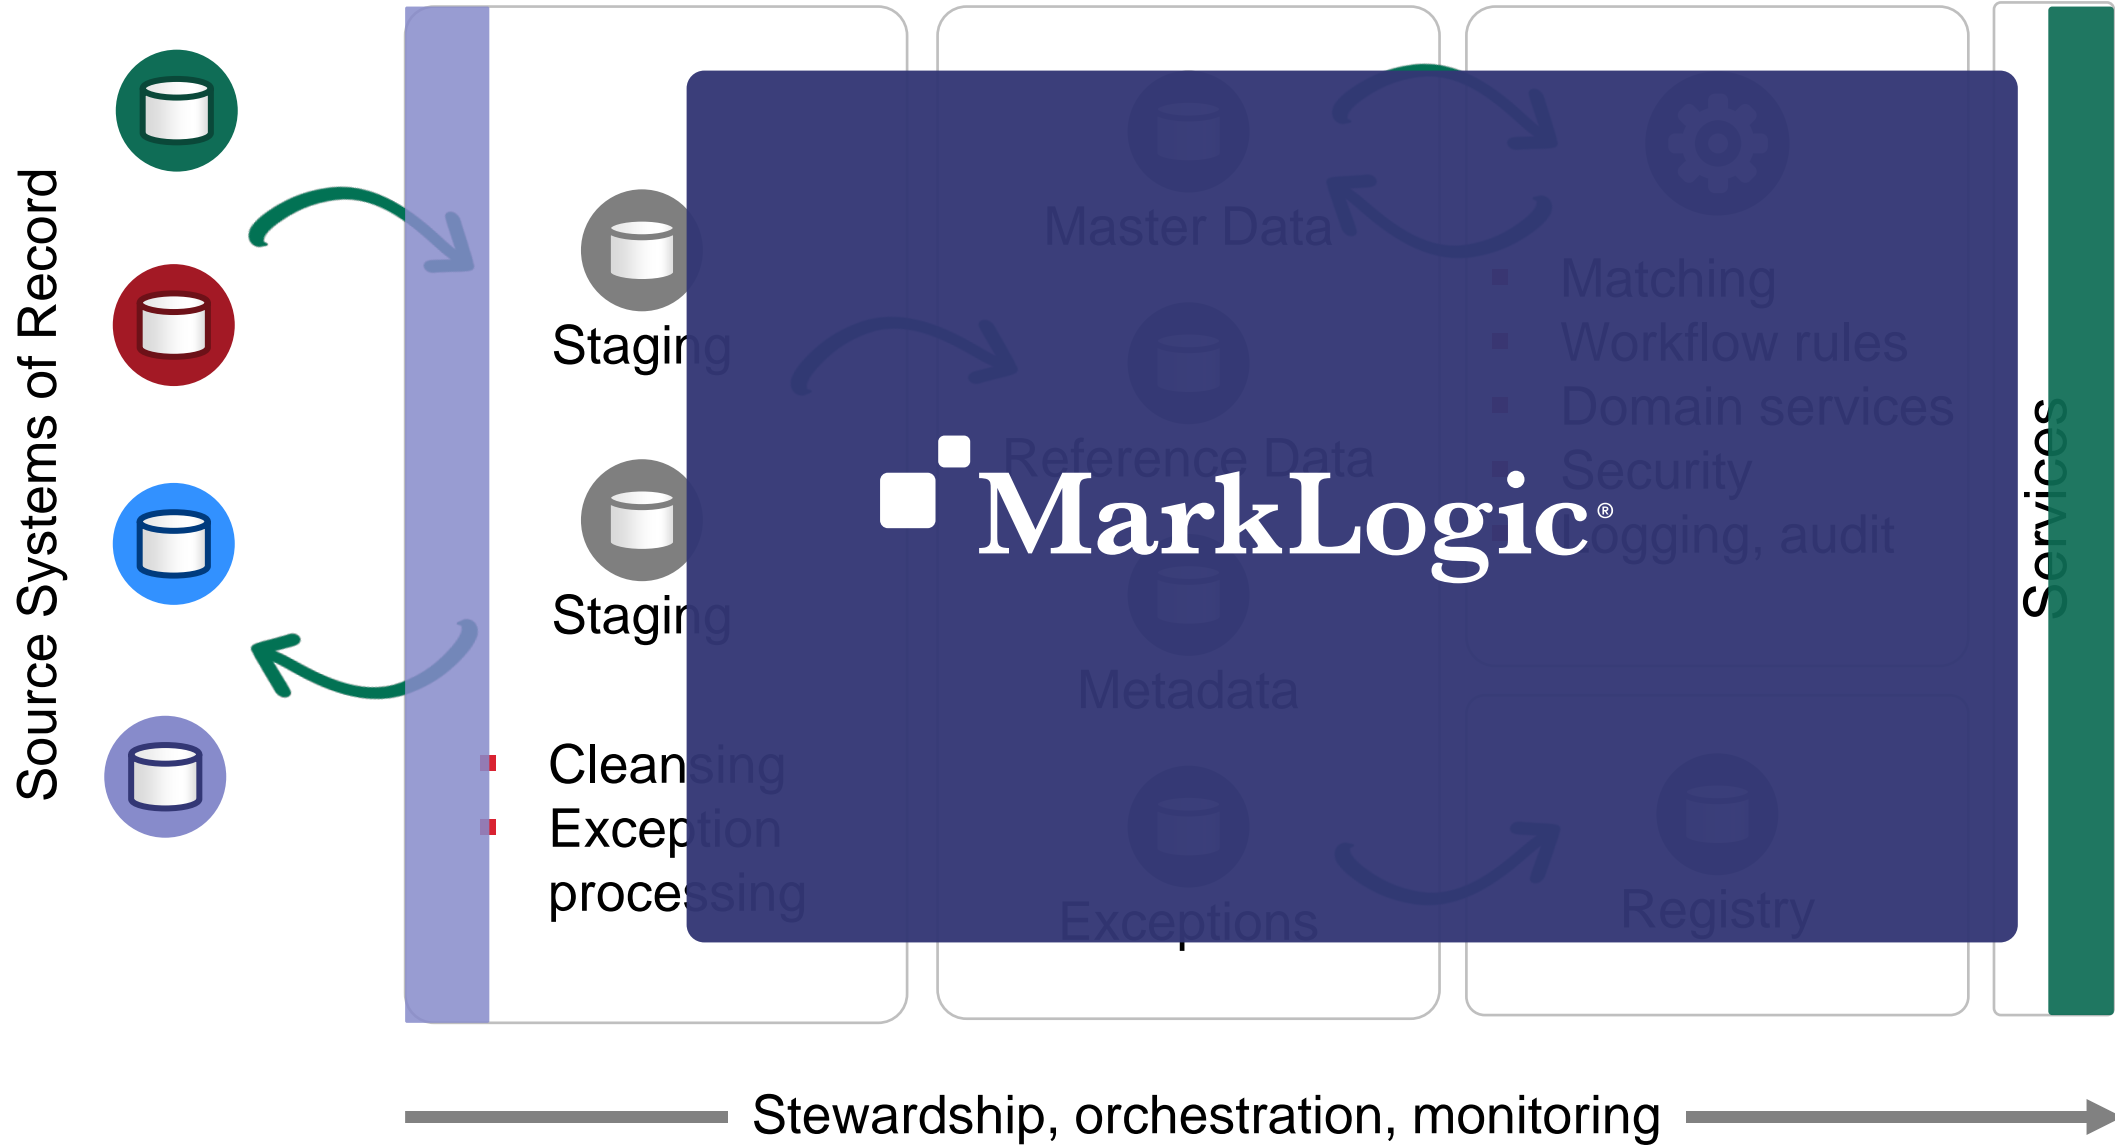 Source Systems of Record
Staging
Staging
Cleansing
Exception
processing
Master Data
Reference Data
Metadata
Exceptions
Matching
Workflow rules
Domain services
Security
Logging, audit
Registry
MarkLogic®
Services
Stewardship, orchestration, monitoring